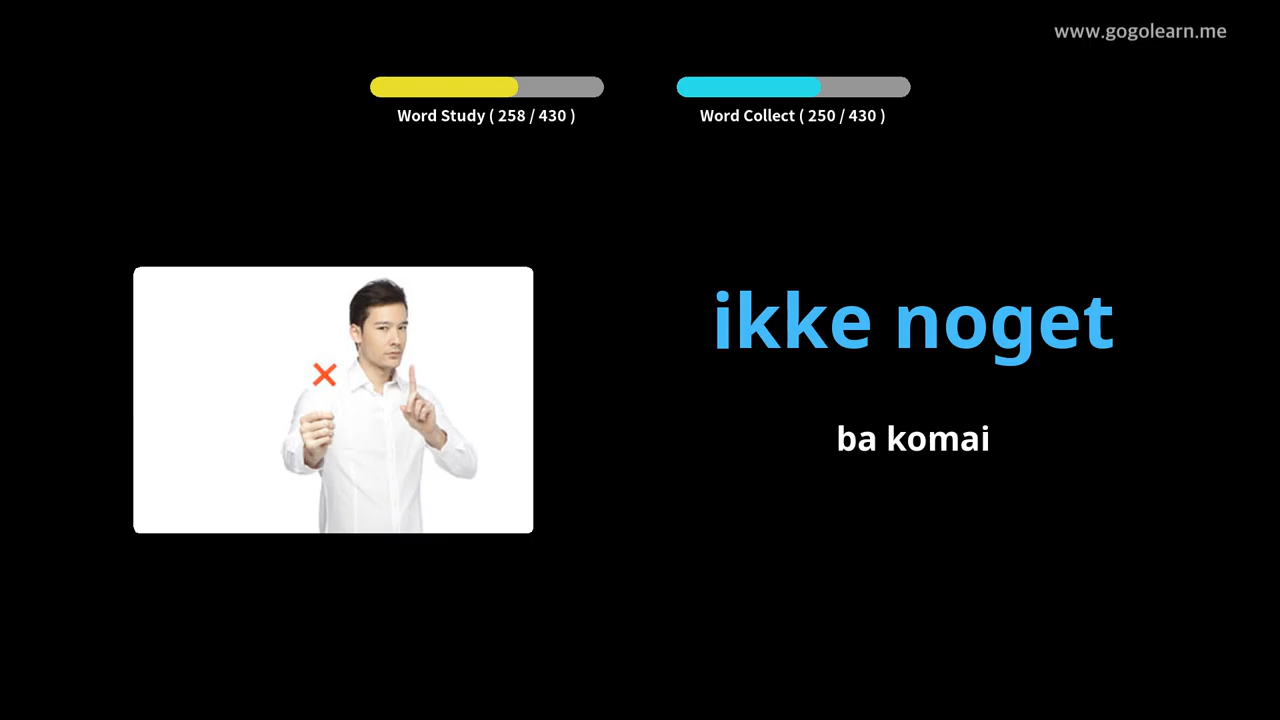 www.gogolearn.me
Word Study ( 258 / 430 )
Word Collect ( 250 / 430 )
ikke noget
ba komai